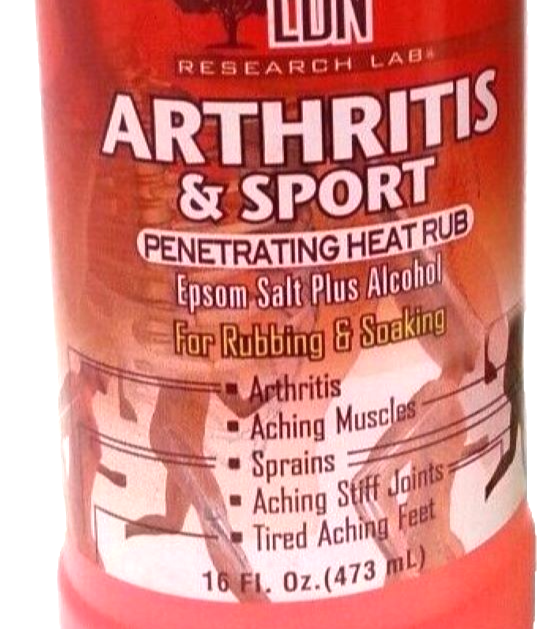 LDN
RESEARCH LAB®
ARTHRITIS
& SPORT
PENETRATING HEAT RUB
Epsom Salt Plus Alcohol
For Rubbing & Soaking
▪ Arthritis
▪ Aching Muscles
▪ Sprains
▪ Aching Stiff Joints
▪ Tired Aching Feet
16 Fl. Oz.(473 mL)